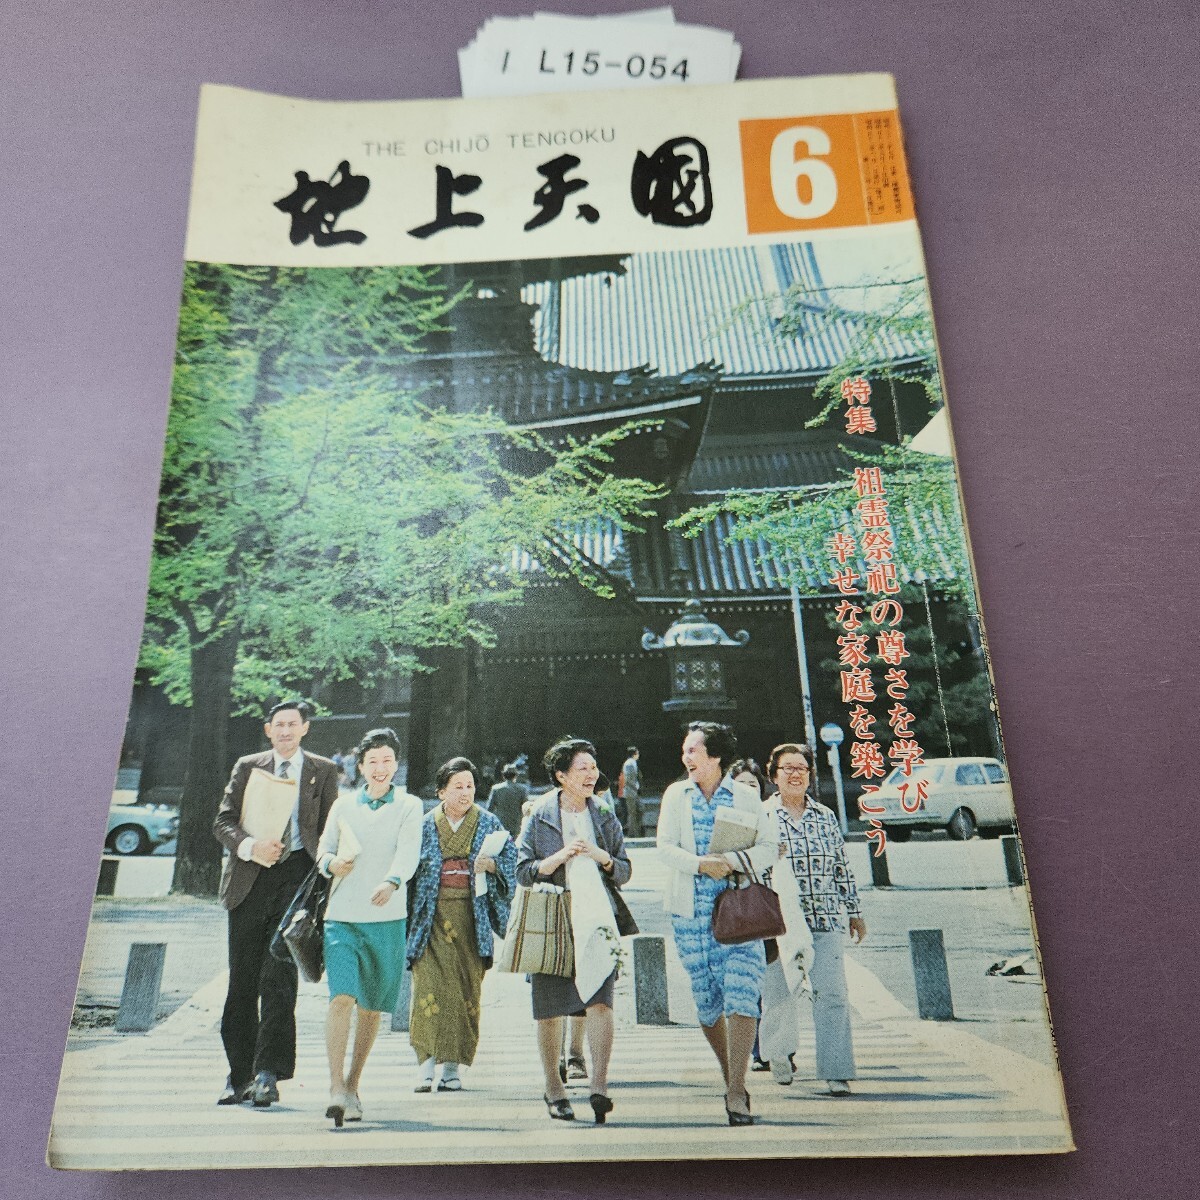 I L15-054
THE CHIJŌ TENGOKU
地上天國
6
特集 祖霊祭祀の尊さを学び
幸せな家庭を築こう